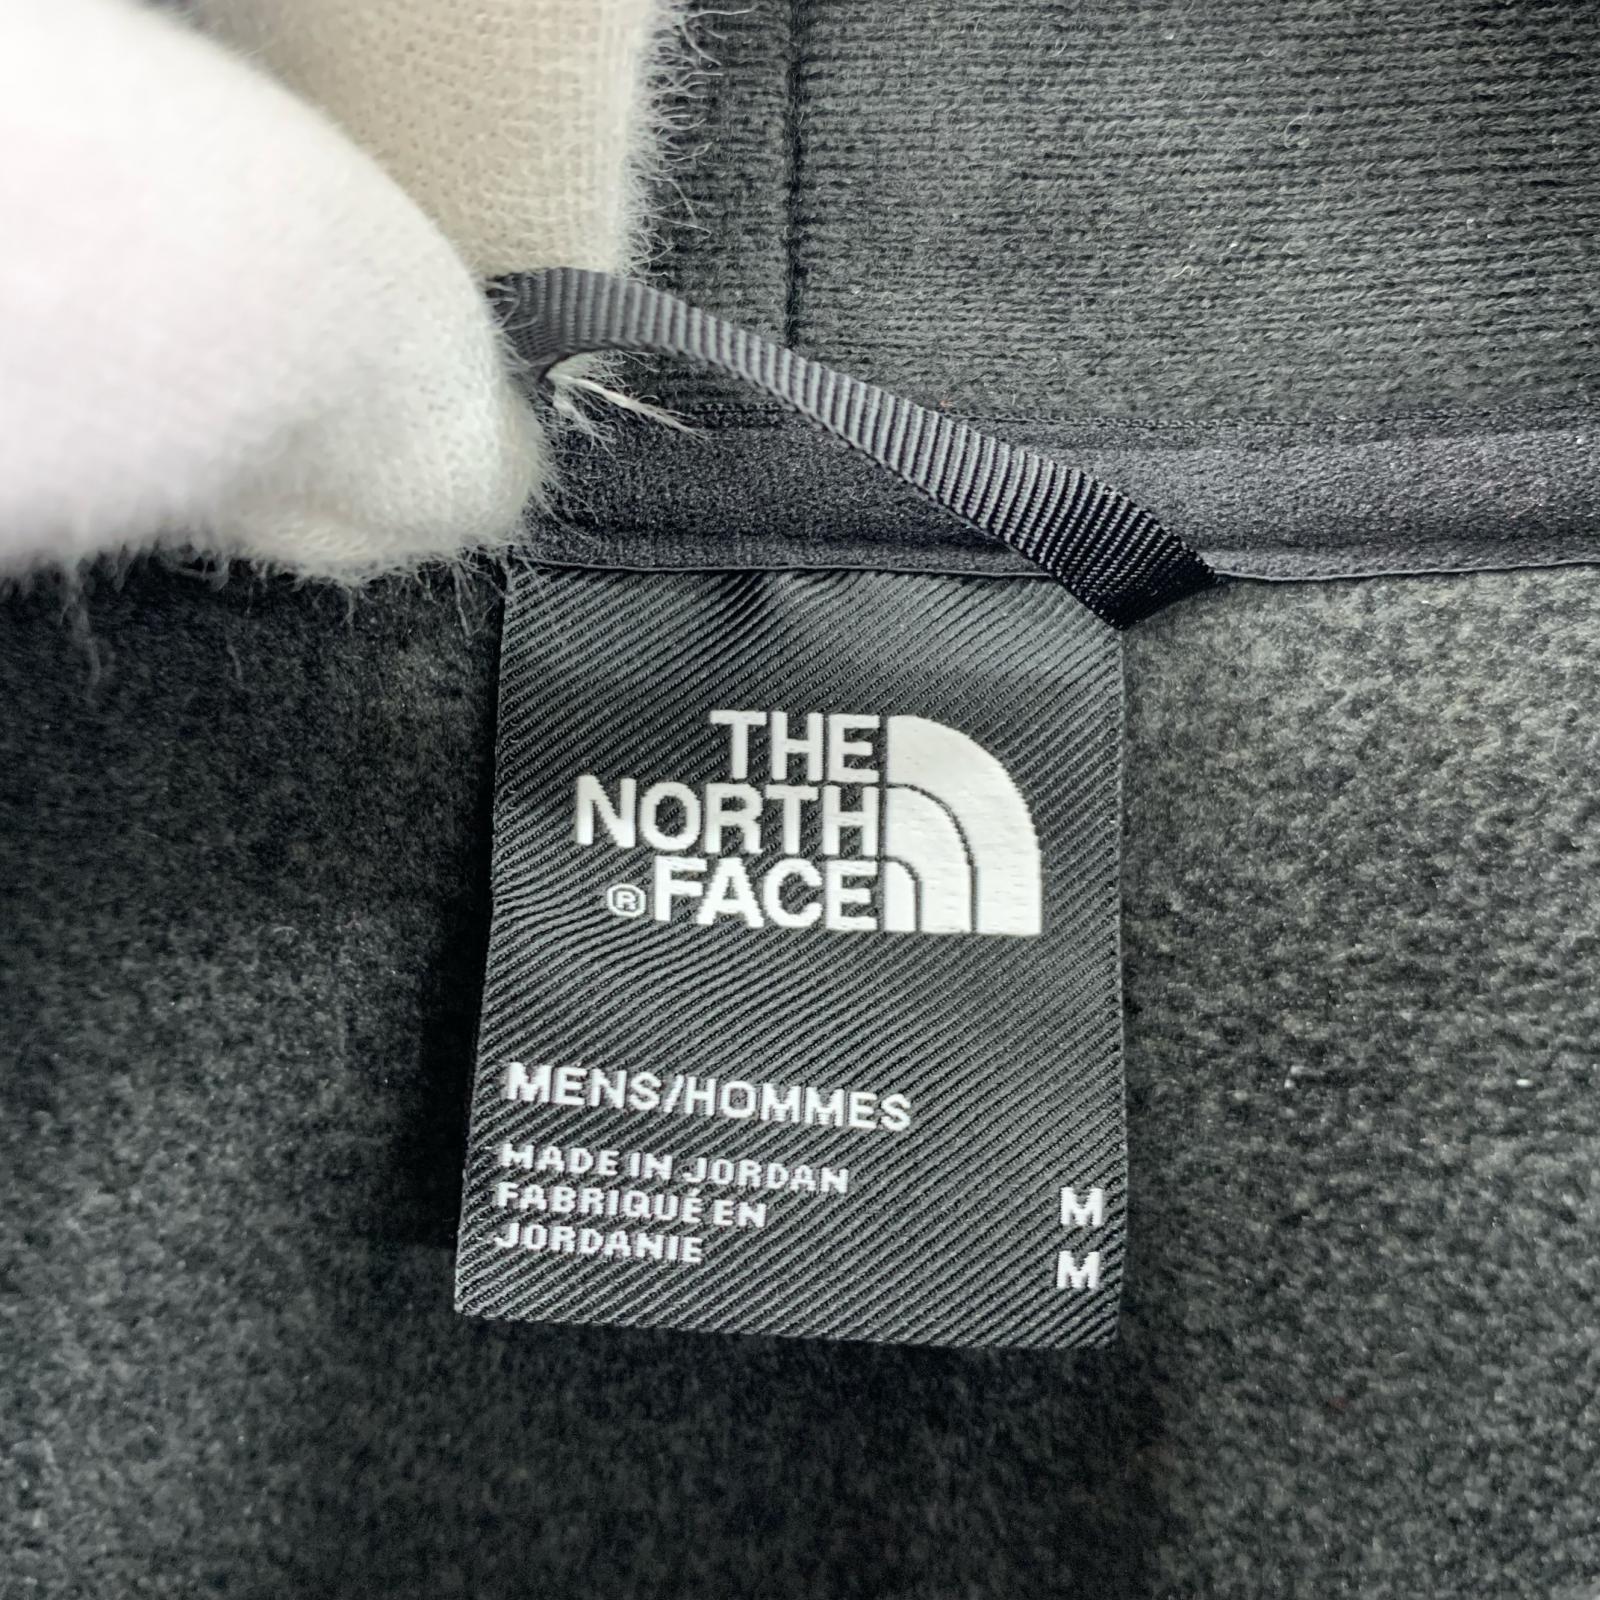 THE
NORTH
®FACE
MENS/HOMMES
MADE IN JORDAN
FABRIQUÉ EN
JORDANIE
M
M